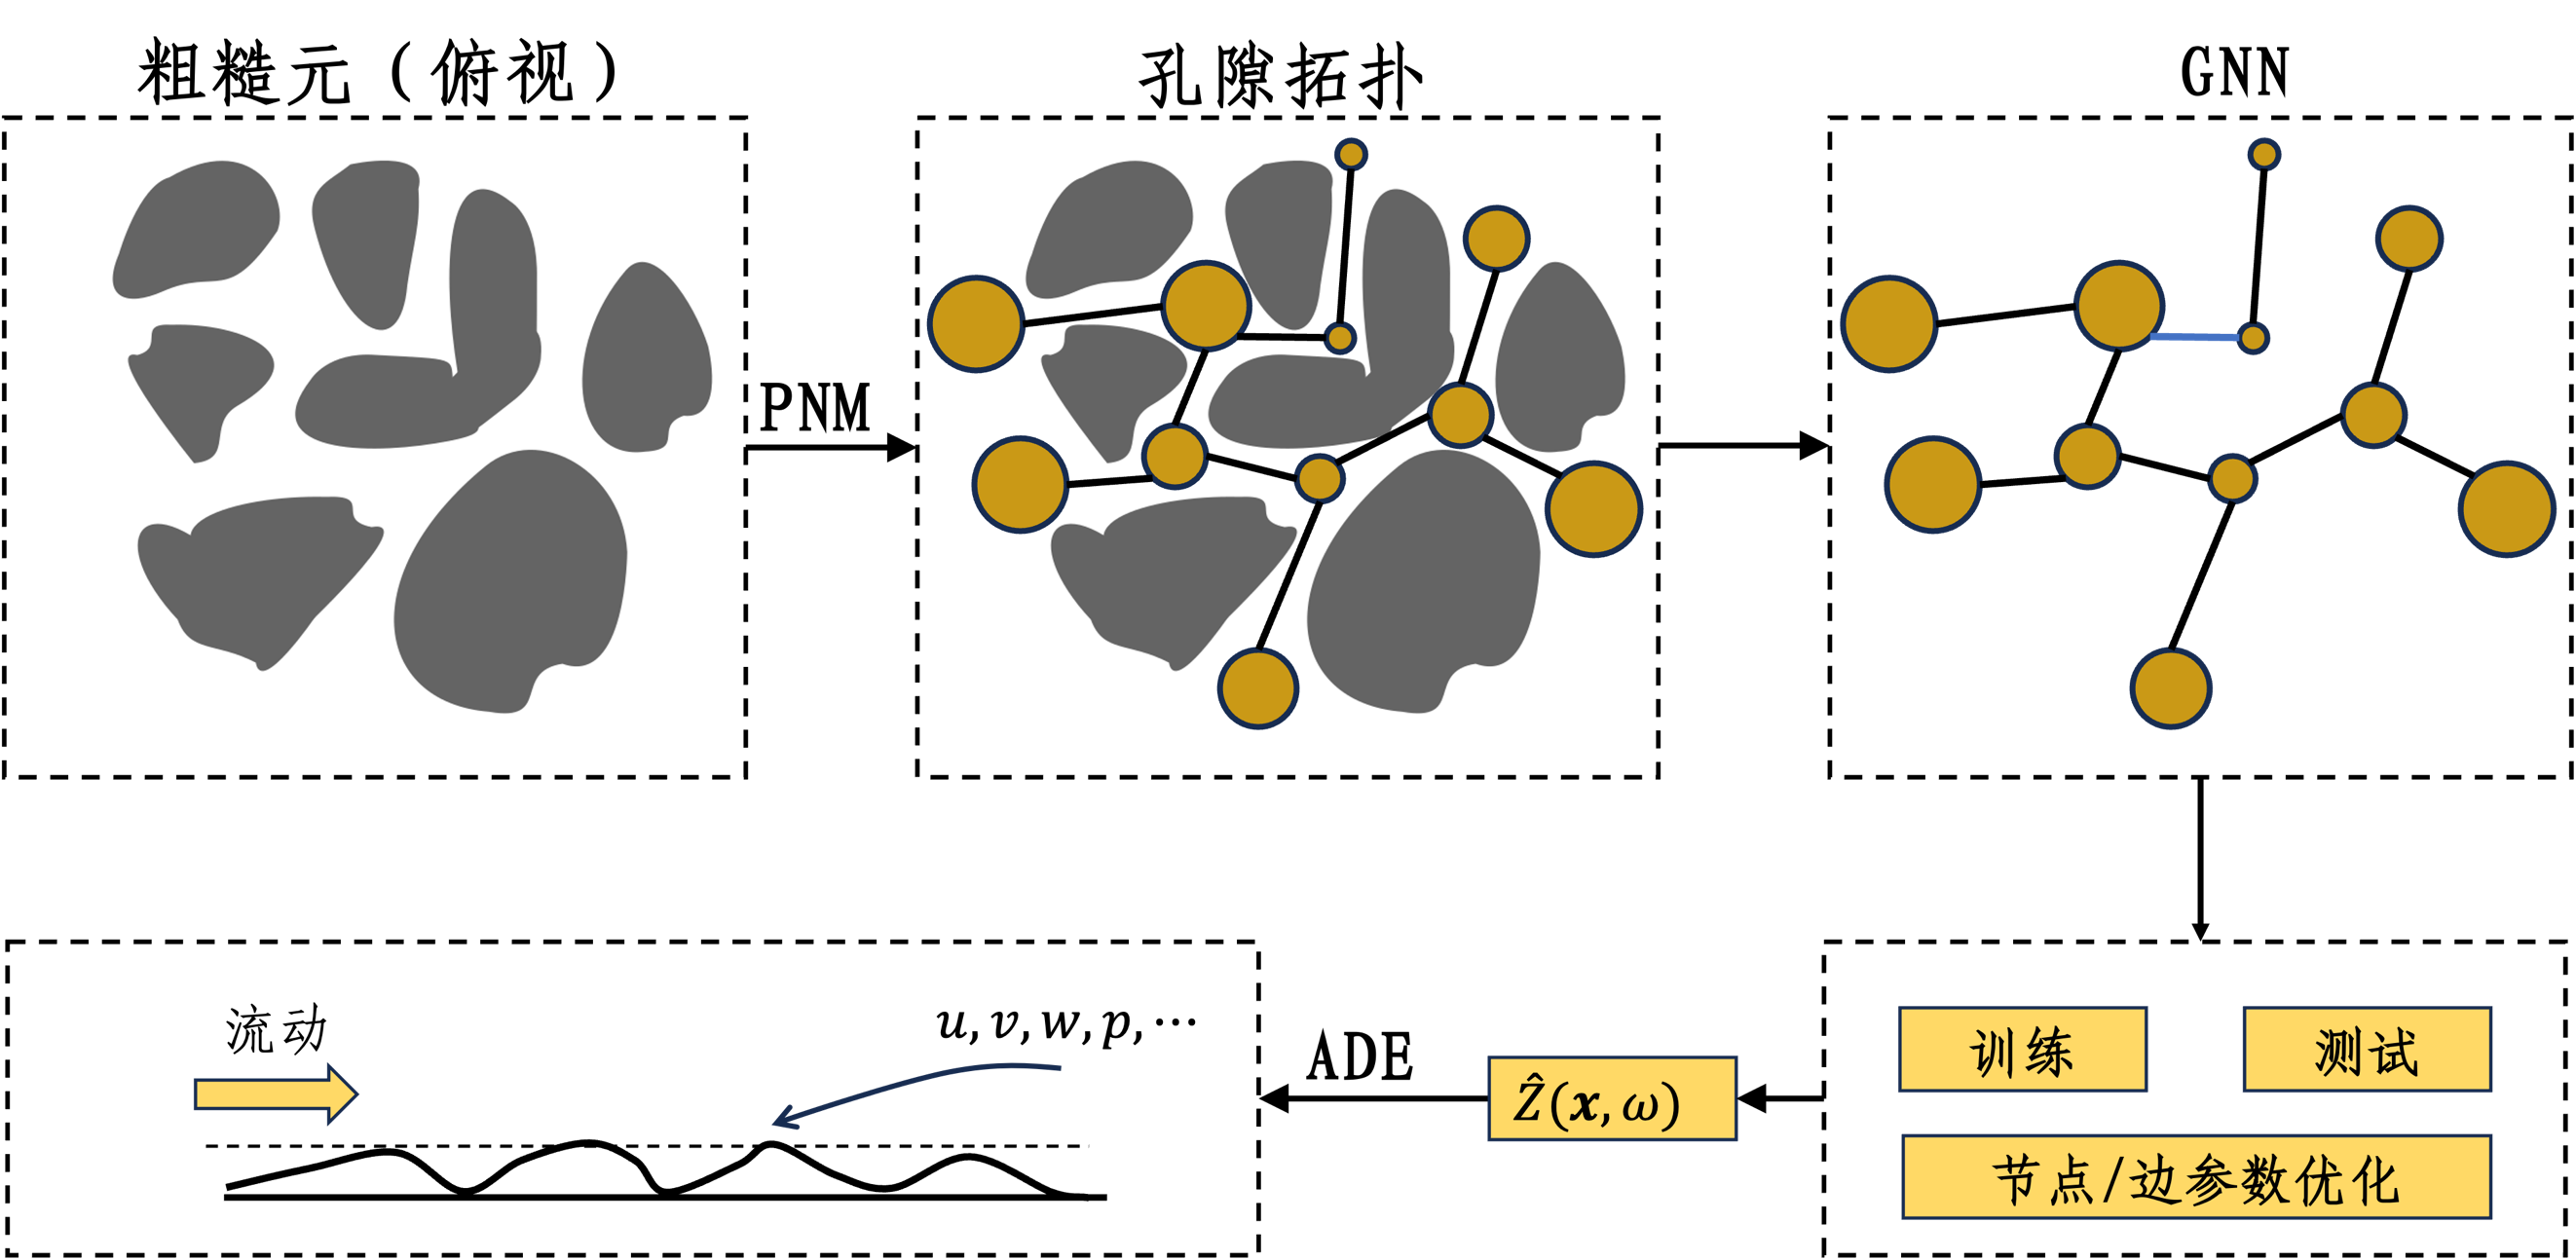 粗糙元（俯视）
孔隙拓扑
GNN
PNM
流动
u, v, w, p, ⋯
ADE
Ẑ(x, ω)
训练
测试
节点/边参数优化